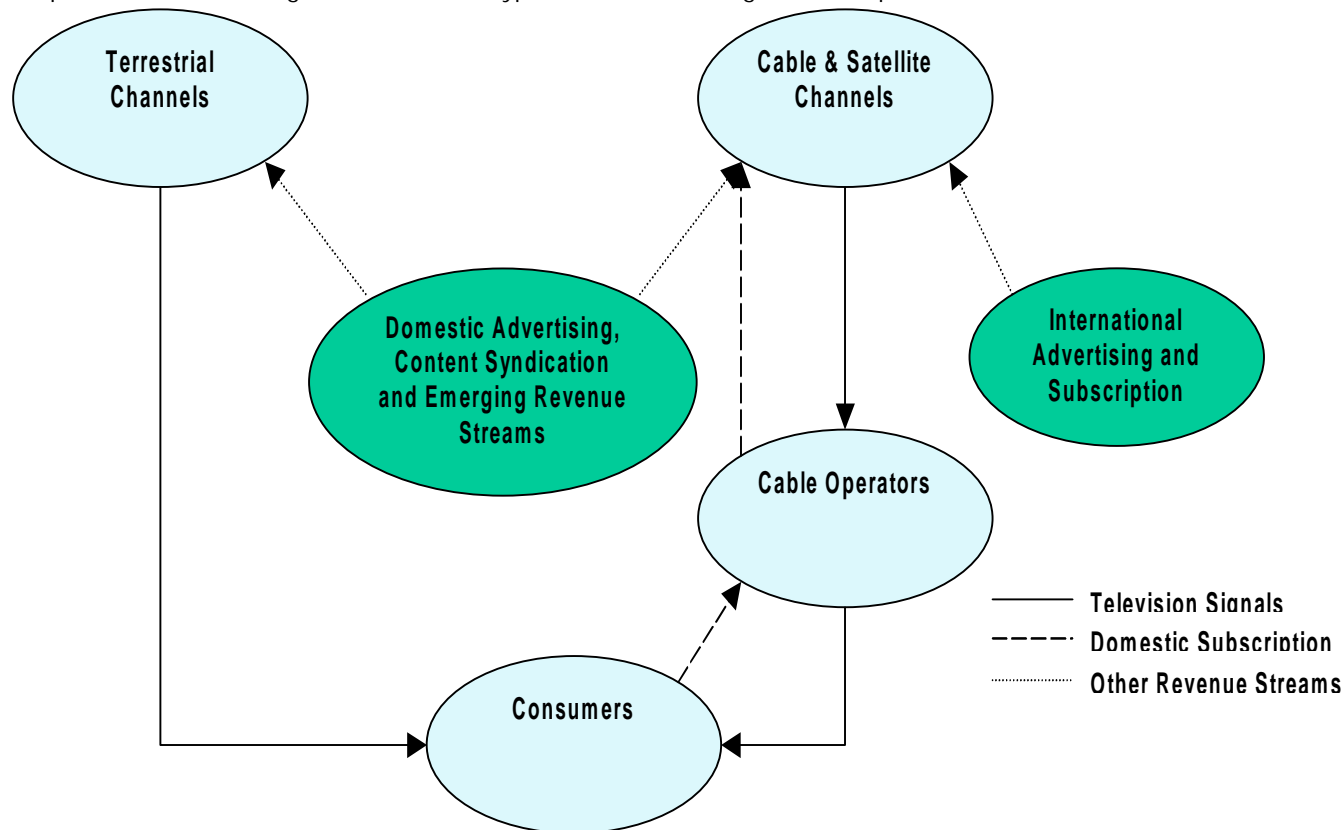 Terrestrial
Channels
Cable & Satellite
Channels
Domestic Advertising,
Content Syndication
and Emerging Revenue
Streams
International
Advertising and
Subscription
Cable Operators
Consumers
Television Signals
Domestic Subscription
Other Revenue Streams